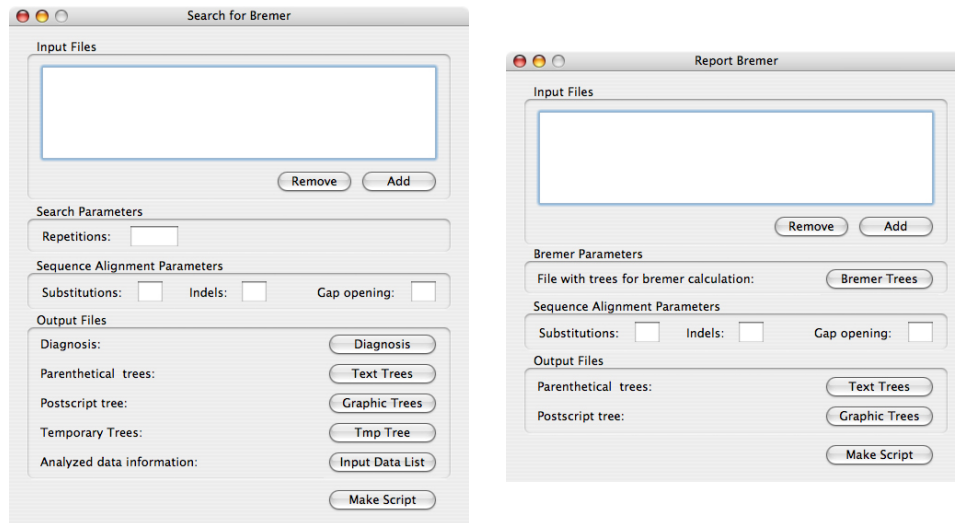 Search for Bremer
Input Files
Remove Add
Search Parameters
Repetitions:
Sequence Alignment Parameters
Substitutions: Indels: Gap opening:
Output Files
Diagnosis: Diagnosis
Parenthetical trees: Text Trees
Postscript tree: Graphic Trees
Temporary Trees: Tmp Tree
Analyzed data information: Input Data List
Make Script
Report Bremer
Input Files
Remove Add
Bremer Parameters
File with trees for bremer calculation: Bremer Trees
Sequence Alignment Parameters
Substitutions: Indels: Gap opening:
Output Files
Parenthetical trees: Text Trees
Postscript tree: Graphic Trees
Make Script